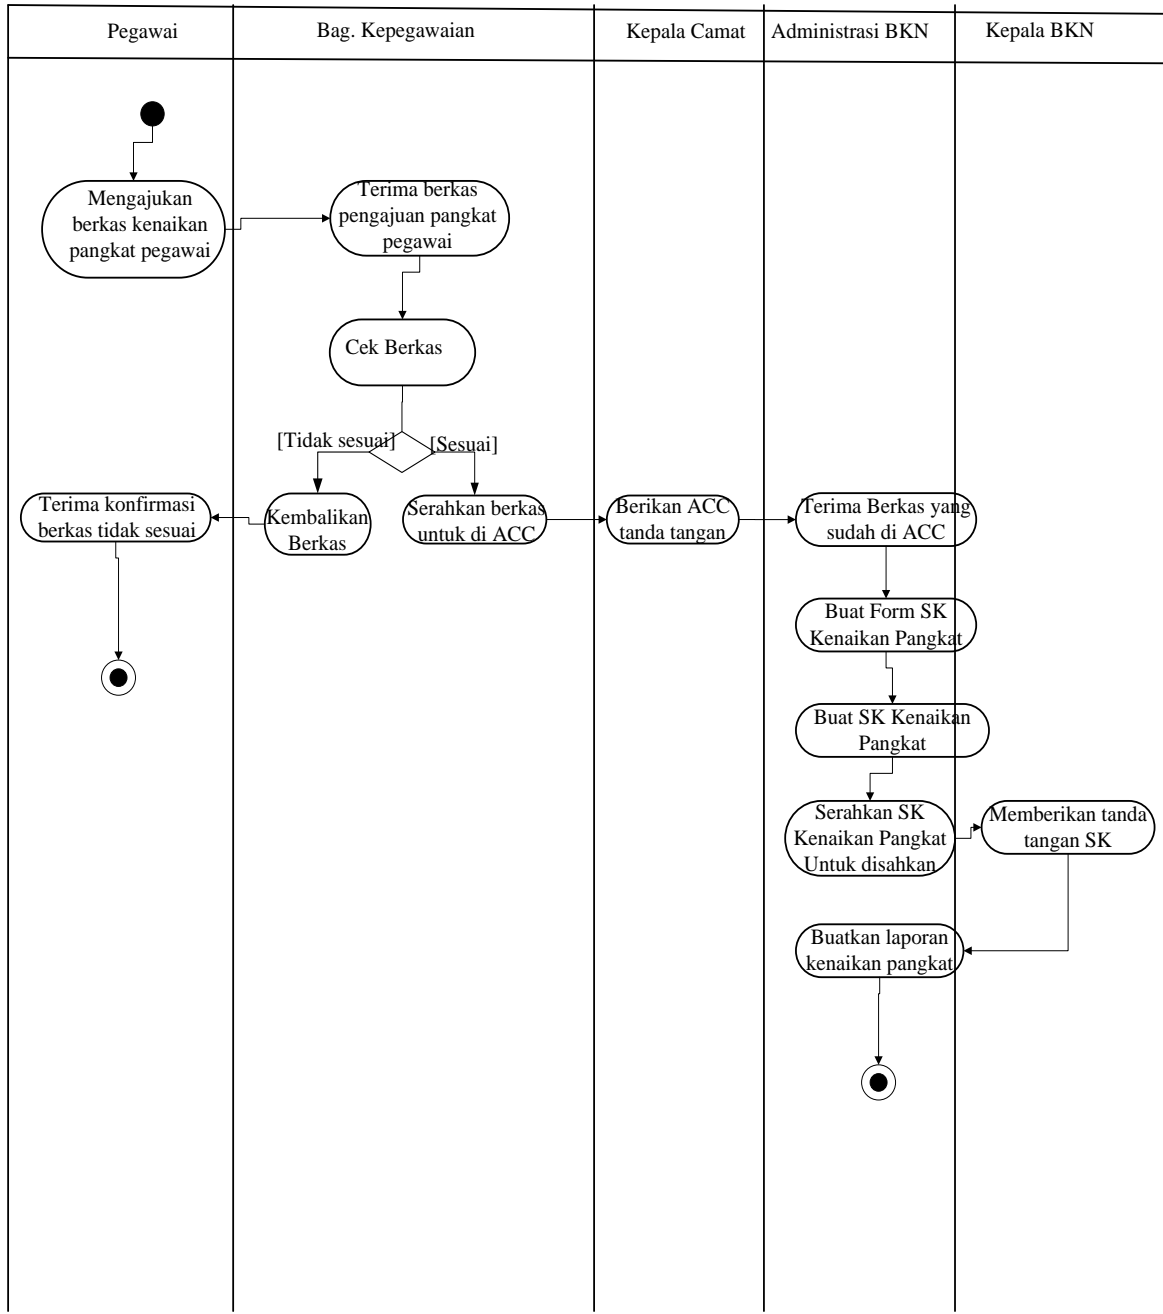 Pegawai
Bag. Kepegawaian
Kepala Camat
Administrasi BKN
Kepala BKN
Mengajukan
berkas kenaikan
pangkat pegawai
Terima berkas
pengajuan pangkat
pegawai
Cek Berkas
[Tidak sesuai]
[Sesuai]
Terima konfirmasi
berkas tidak sesuai
Kembalikan
Berkas
Serahkan berkas
untuk di ACC
Berikan ACC
tanda tangan
Terima Berkas yang
sudah di ACC
Buat Form SK
Kenaikan Pangkat
Buat SK Kenaikan
Pangkat
Serahkan SK
Kenaikan Pangkat
Untuk disahkan
Memberikan tanda
tangan SK
Buatkan laporan
kenaikan pangkat